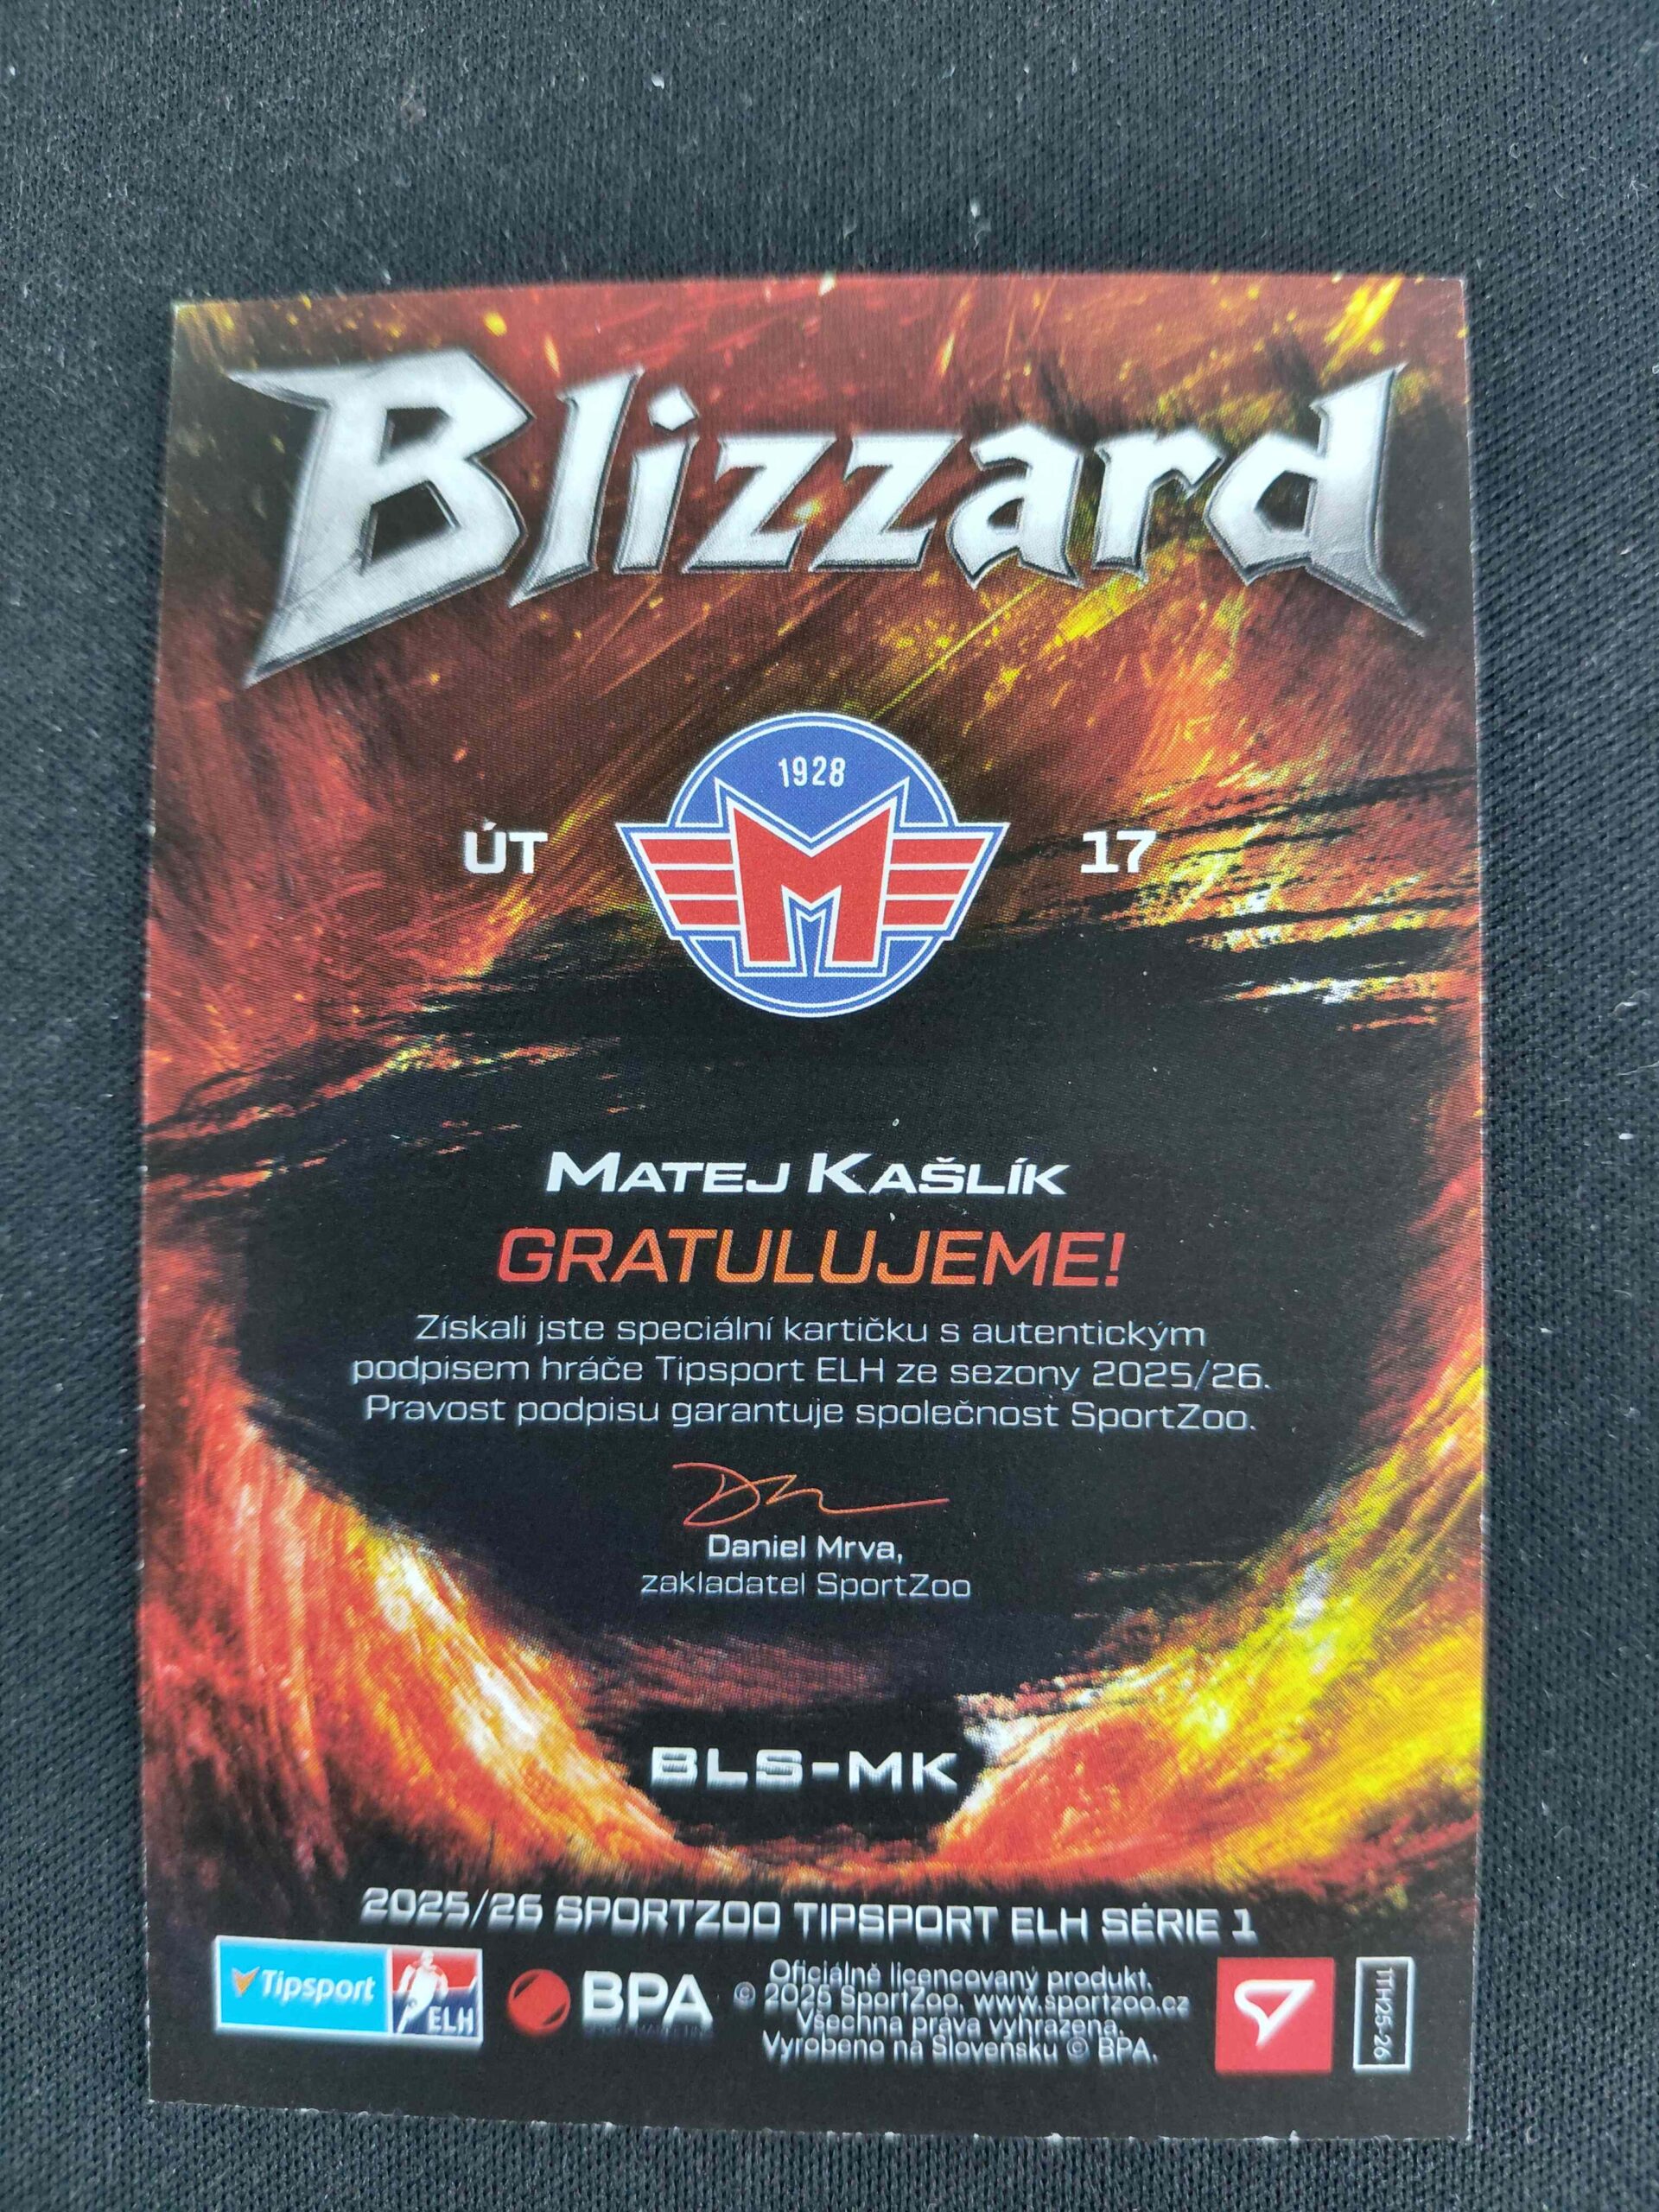 Blizzard
1928
ÚT M 17
MATEJ KAŠLÍK
GRATULUJEME!
Získali jste speciální kartičku s autentickým
podpisem hráče Tipsport ELH ze sezony 2025/26.
Pravost podpisu garantuje společnost SportZoo.
Daniel Mrva,
zakladatel SportZoo
BLS-MK
2025/26 SPORTZOO TIPSPORT ELH SÉRIE 1
Tipsport ELH
BPA
Oficiálně licencovaný produkt.
© 2025 SportZoo, www.sportzoo.cz
Všechna práva vyhrazena.
Vyrobeno na Slovensku © BPA.
1TH25-26